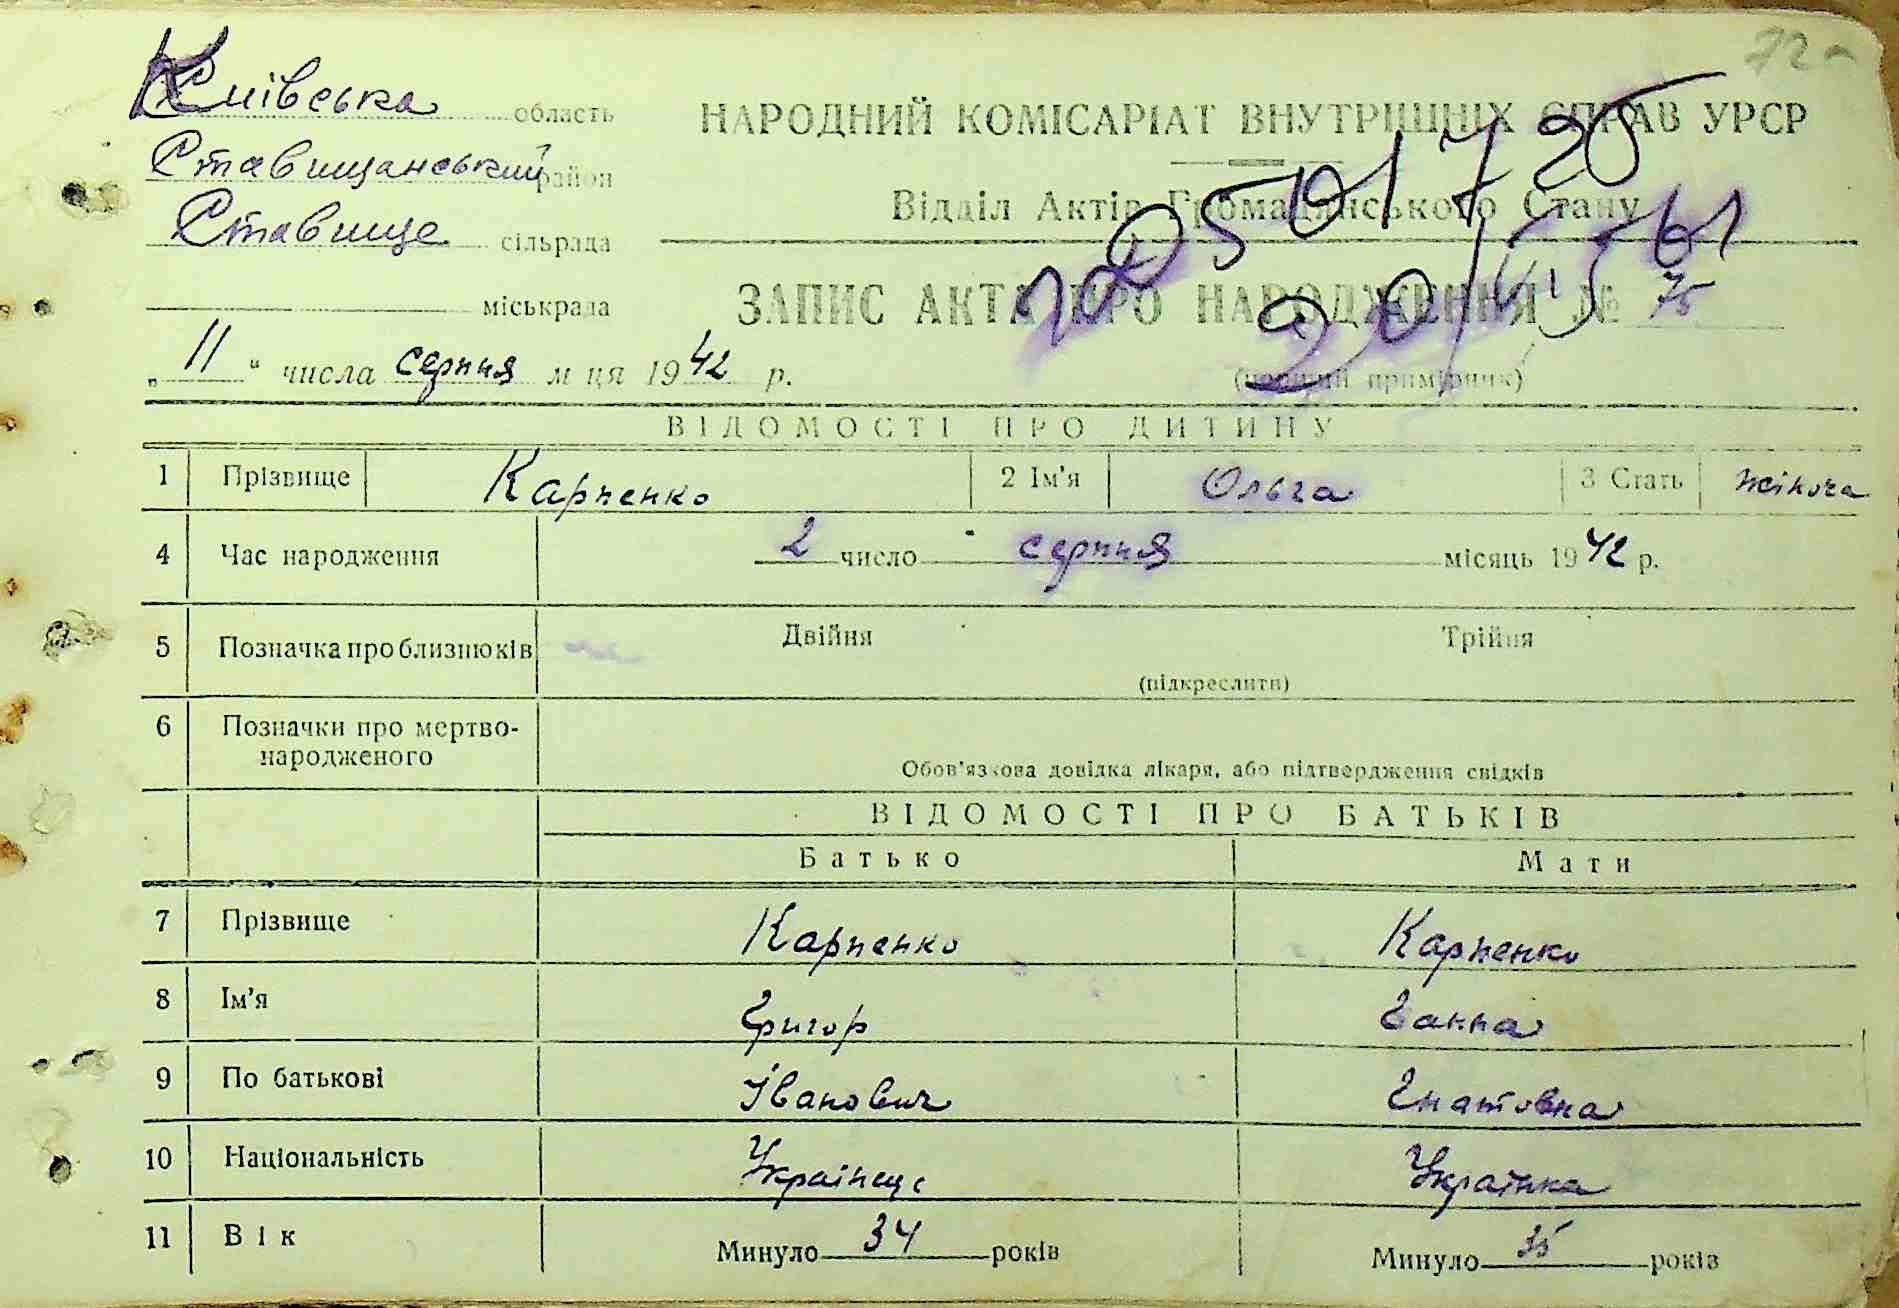 72
Київська область
Ставищанський район
Ставище сільрада
міськрада
НАРОДНИЙ КОМІСАРІАТ ВНУТРІШНІХ СПРАВ УРСР
Відділ Актів Громадянського Стану
ЗАПИС АКТА ПРО НАРОДЖЕННЯ № 75
„ 11 “ числа серпня м ця 1942 р.
(перший примірник)
ВІДОМОСТІ ПРО ДИТИНУ
1 Прізвище Карпенко 2 Ім'я Ольга 3 Стать жіноча
4 Час народження 2 число серпня місяць 1942 р.
5 Позначка про близнюків Двійня Трійня
(підкреслити)
6 Позначки про мертво-
народженого
Обов'язкова довідка лікаря, або підтвердження свідків
ВІДОМОСТІ ПРО БАТЬКІВ
Батько Мати
7 Прізвище Карпенко Карпенко
8 Ім'я Григор Ганна
9 По батькові Іванович Гнатовна
10 Національність Українець Українка
11 Вік Минуло 34 років Минуло 35 років